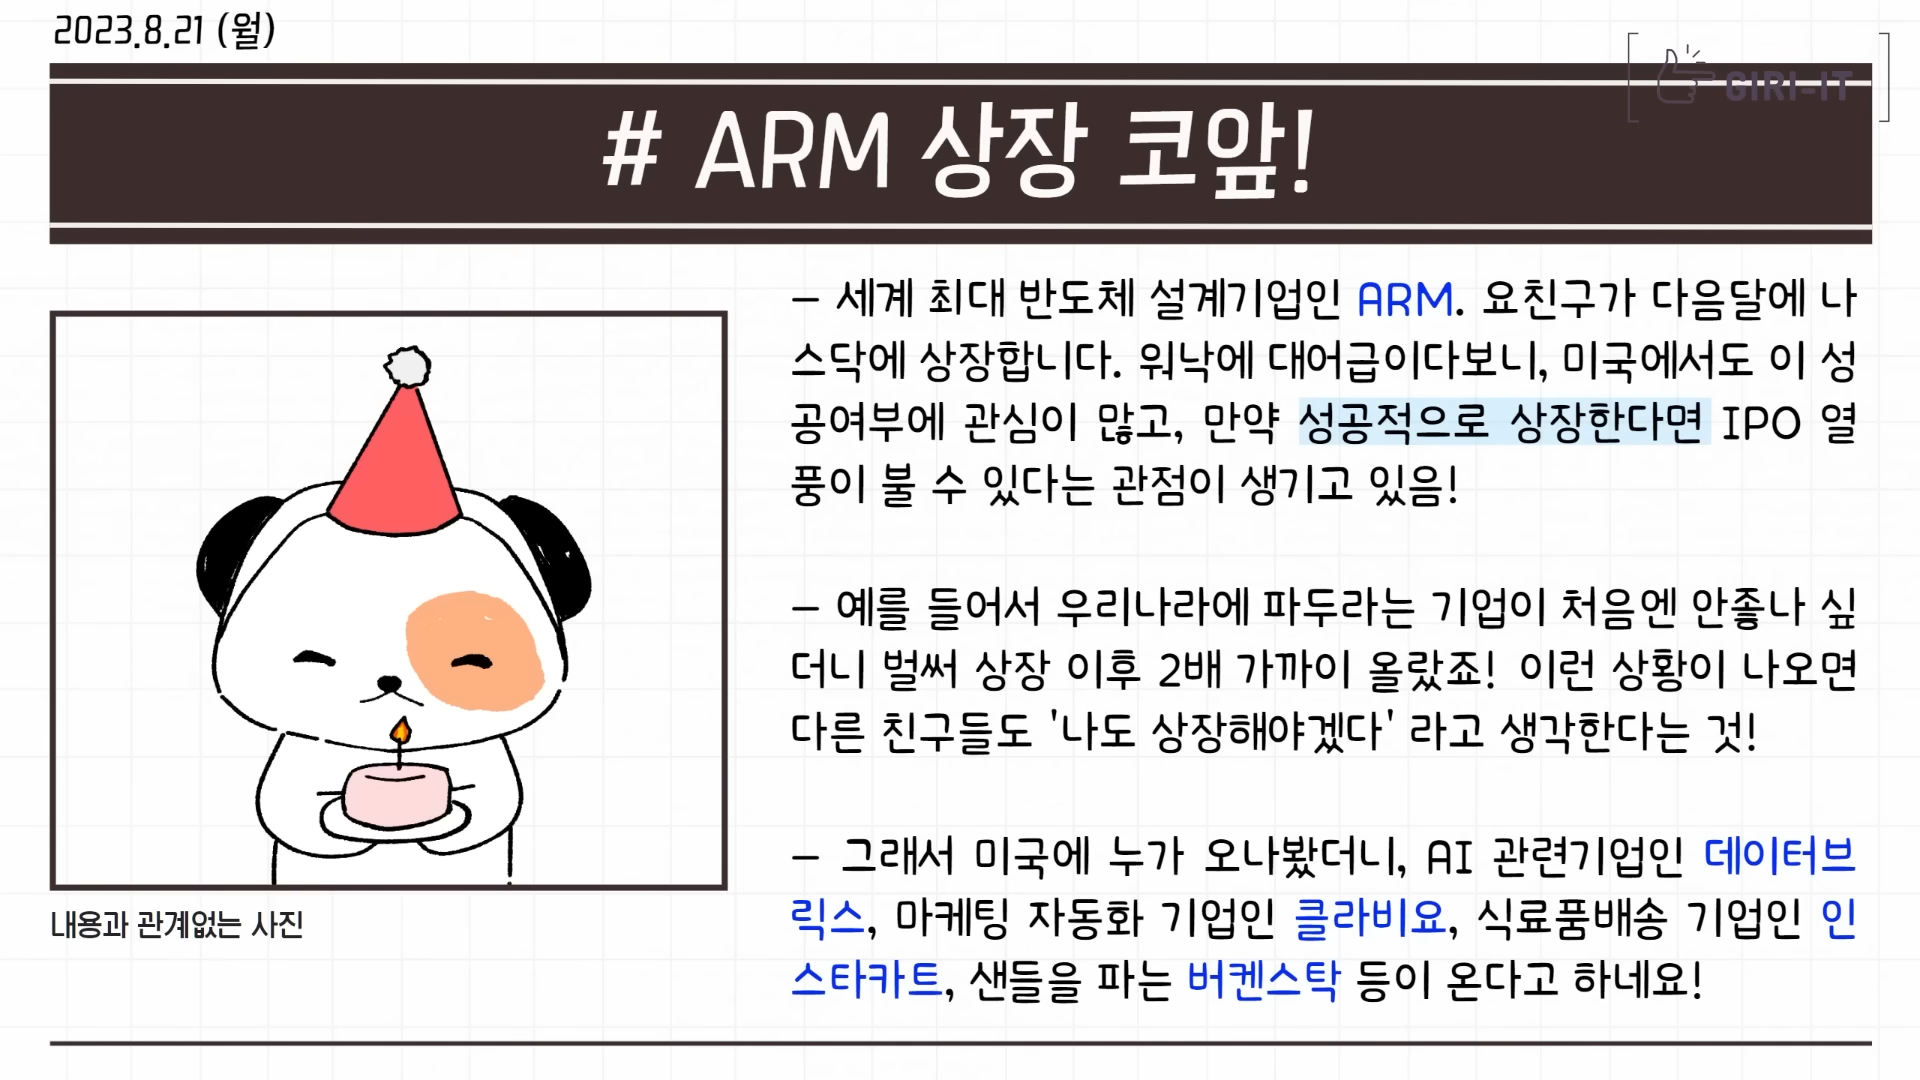 2023.8.21 (월)
GIRI-IT
# ARM 상장 코앞!
– 세계 최대 반도체 설계기업인 ARM. 요친구가 다음달에 나
스닥에 상장합니다. 워낙에 대어급이다보니, 미국에서도 이 성
공여부에 관심이 많고, 만약 성공적으로 상장한다면 IPO 열
풍이 불 수 있다는 관점이 생기고 있음!
– 예를 들어서 우리나라에 파두라는 기업이 처음엔 안좋나 싶
더니 벌써 상장 이후 2배 가까이 올랐죠! 이런 상황이 나오면
다른 친구들도 '나도 상장해야겠다' 라고 생각한다는 것!
– 그래서 미국에 누가 오나봤더니, AI 관련기업인 데이터브
릭스, 마케팅 자동화 기업인 클라비요, 식료품배송 기업인 인
스타카트, 샌들을 파는 버켄스탁 등이 온다고 하네요!
내용과 관계없는 사진